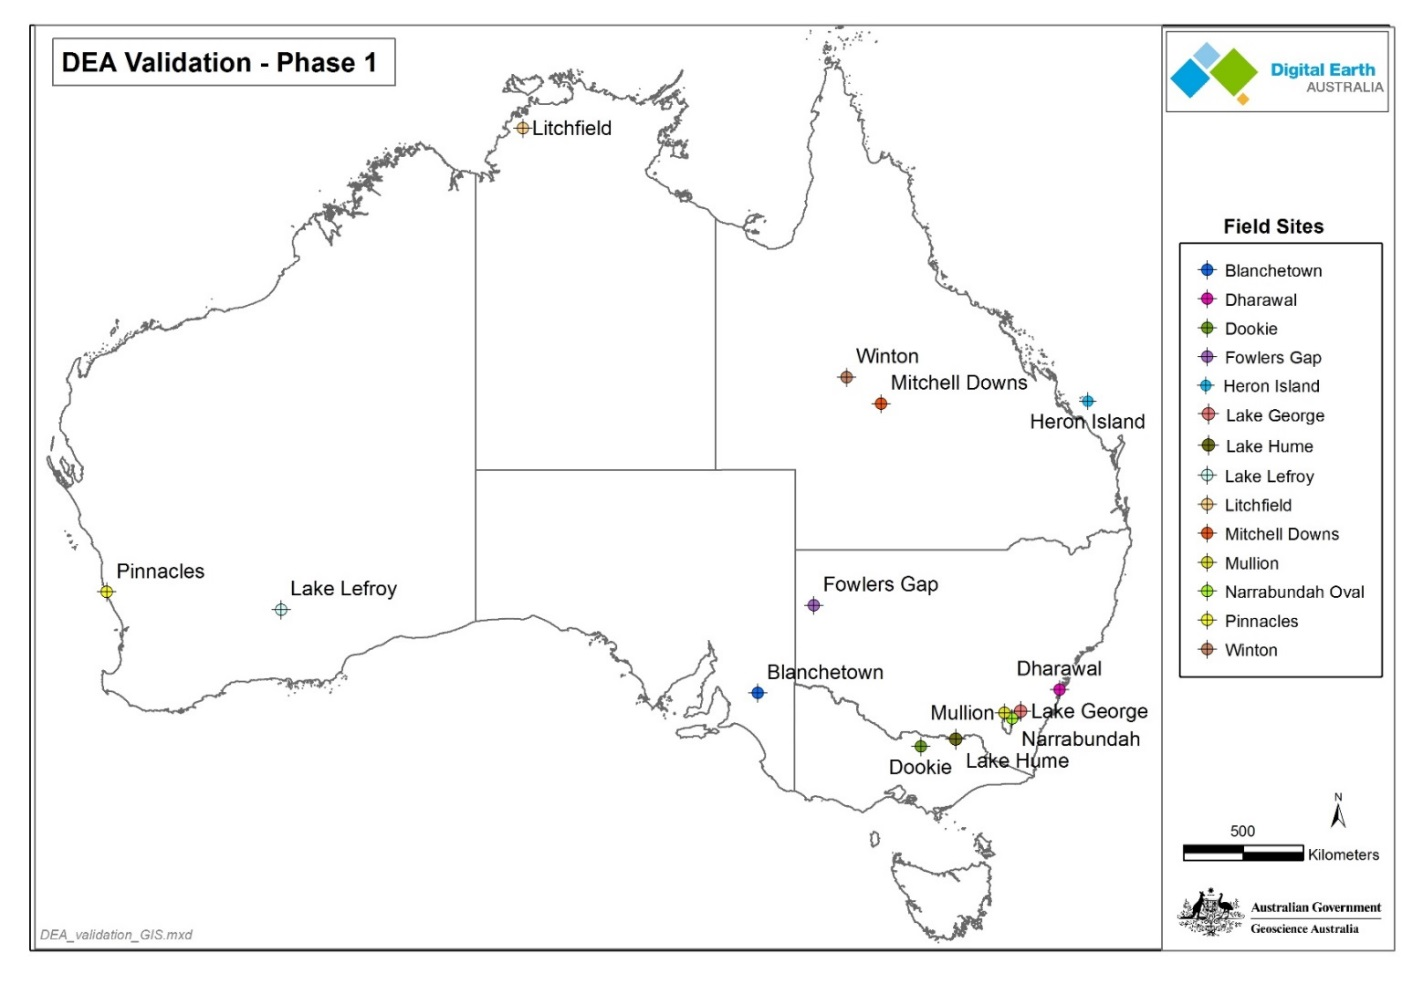 DEA Validation - Phase 1
Litchfield
Winton
Mitchell Downs
Heron Island
Pinnacles
Lake Lefroy
Fowlers Gap
Blanchetown
Dharawal
Mullion
Lake George
Narrabundah
Lake Hume
Dookie
DEA_validation_GIS.mxd
Digital Earth
AUSTRALIA
Field Sites
Blanchetown
Dharawal
Dookie
Fowlers Gap
Heron Island
Lake George
Lake Hume
Lake Lefroy
Litchfield
Mitchell Downs
Mullion
Narrabundah Oval
Pinnacles
Winton
N
500
Kilometers
Australian Government
Geoscience Australia